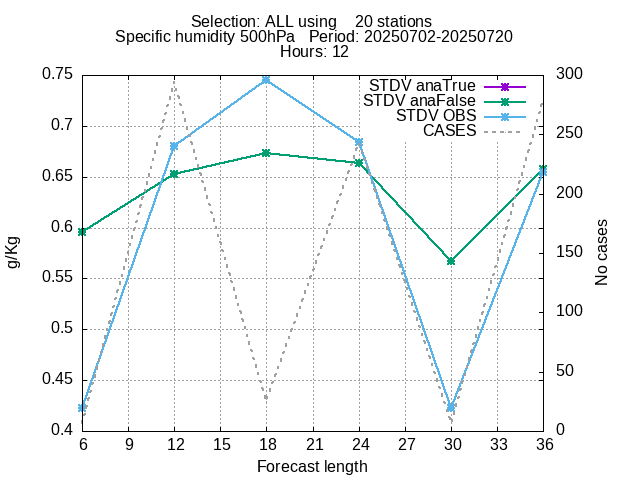 Selection: ALL using    20 stations
Specific humidity 500hPa   Period: 20250702-20250720
Hours: 12
STDV anaTrue
STDV anaFalse
STDV OBS
CASES
0.75
0.7
0.65
0.6
0.55
0.5
0.45
0.4
g/Kg
300
250
200
150
100
50
0
No cases
6 9 12 15 18 21 24 27 30 33 36
Forecast length